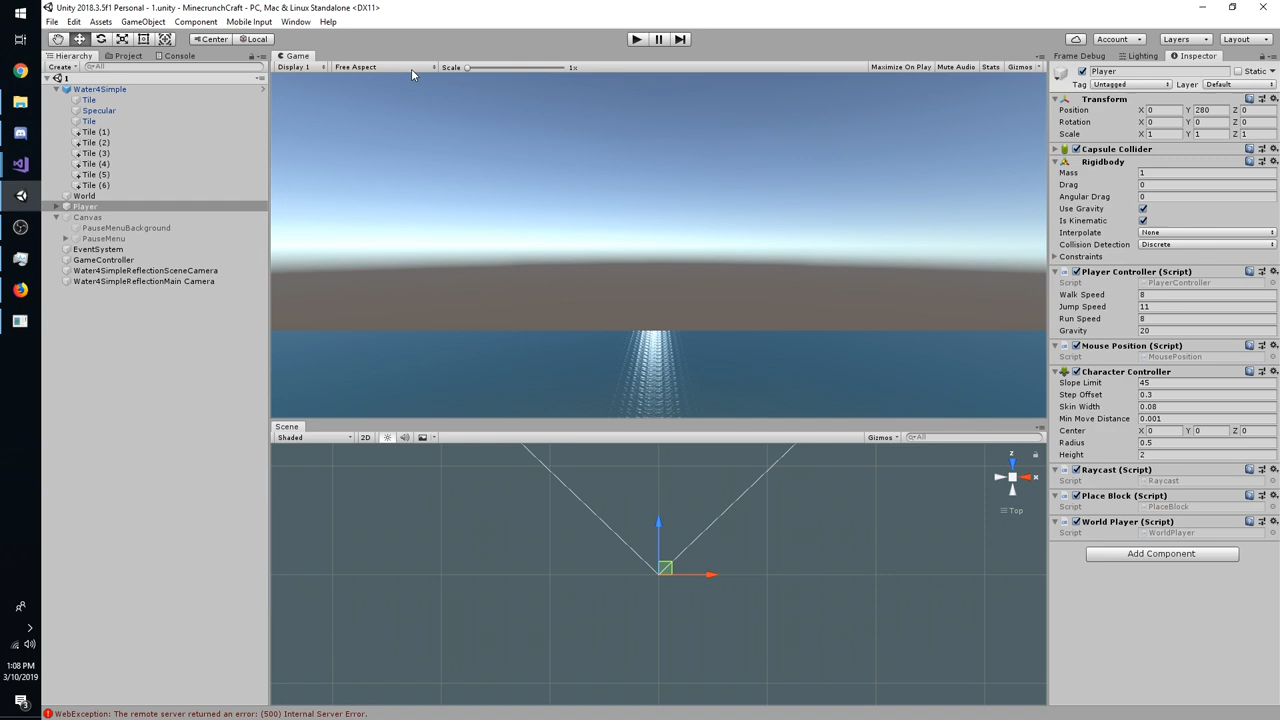 Unity 2018.3.5f1 Personal - 1.unity - MinecrunchCraft - PC, Mac & Linux Standalone <DX11>
File Edit Assets GameObject Component Mobile Input Window Help
Center Local Account Layers Layout
Hierarchy Project Console Game Frame Debug Lighting Inspector
Create All Display 1 Free Aspect Scale 1x Maximize On Play Mute Audio Stats Gizmos Player Static
1
Tag Untagged Layer Default
Water4Simple
Tile
Specular
Tile
Tile (1)
Tile (2)
Tile (3)
Tile (4)
Tile (5)
Tile (6)
World
Player
Canvas
PauseMenuBackground
PauseMenu
EventSystem
GameController
Water4SimpleReflectionSceneCamera
Water4SimpleReflectionMain Camera
Transform
Position X 0 Y 280 Z 0
Rotation X 0 Y 0 Z 0
Scale X 1 Y 1 Z 1
Capsule Collider
Rigidbody
Mass 1
Drag 0
Angular Drag 0
Use Gravity
Is Kinematic
Interpolate None
Collision Detection Discrete
Constraints
Player Controller (Script)
Script PlayerController
Walk Speed 8
Jump Speed 11
Run Speed 8
Gravity 20
Mouse Position (Script)
Script MousePosition
Character Controller
Slope Limit 45
Step Offset 0.3
Skin Width 0.08
Min Move Distance 0.001
Center X 0 Y 0 Z 0
Radius 0.5
Height 2
Raycast (Script)
Script Raycast
Place Block (Script)
Script PlaceBlock
World Player (Script)
Script WorldPlayer
Add Component
Scene
Shaded 2D Gizmos All
z
x
Top
1:08 PM
3/10/2019
3
WebException: The remote server returned an error: (500) Internal Server Error.